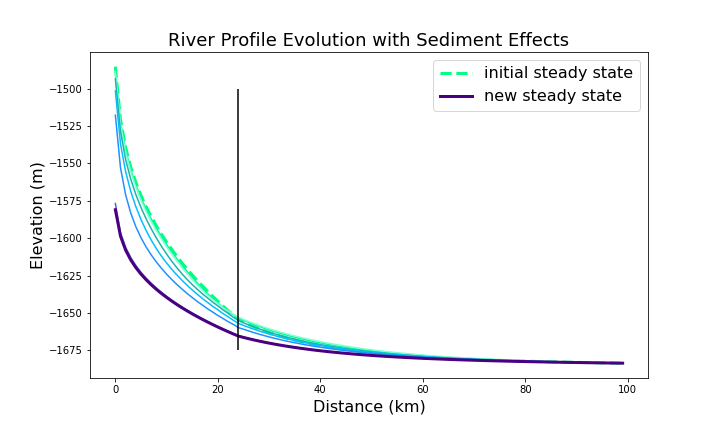 River Profile Evolution with Sediment Effects
initial steady state
new steady state
−1500
−1525
−1550
−1575
−1600
−1625
−1650
−1675
Elevation (m)
0 20 40 60 80 100
Distance (km)